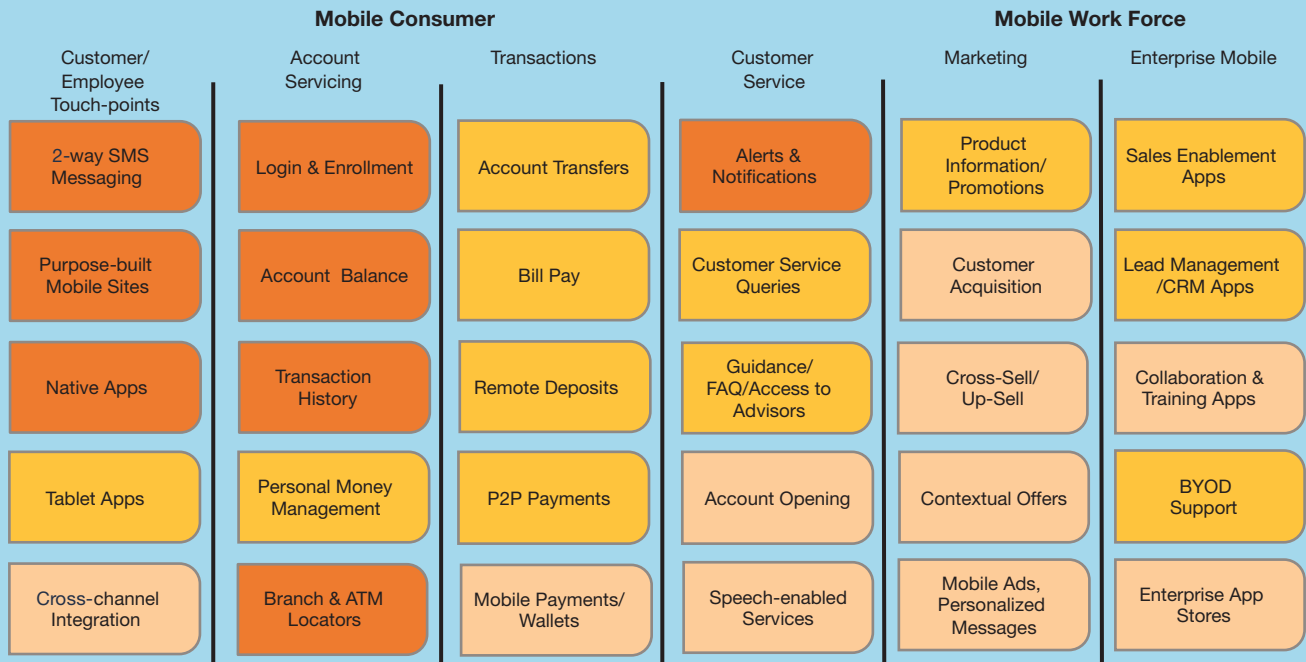 Mobile Consumer
Mobile Work Force
Customer/
Employee
Touch-points
Account
Servicing
Transactions
Customer
Service
Marketing
Enterprise Mobile
2-way SMS
Messaging
Login & Enrollment
Account Transfers
Alerts &
Notifications
Product
Information/
Promotions
Sales Enablement
Apps
Purpose-built
Mobile Sites
Account Balance
Bill Pay
Customer Service
Queries
Customer
Acquisition
Lead Management
/CRM Apps
Native Apps
Transaction
History
Remote Deposits
Guidance/
FAQ/Access to
Advisors
Cross-Sell/
Up-Sell
Collaboration &
Training Apps
Tablet Apps
Personal Money
Management
P2P Payments
Account Opening
Contextual Offers
BYOD
Support
Cross-channel
Integration
Branch & ATM
Locators
Mobile Payments/
Wallets
Speech-enabled
Services
Mobile Ads,
Personalized
Messages
Enterprise App
Stores